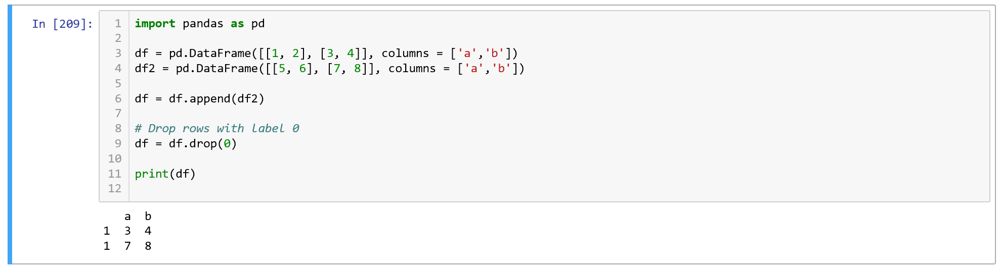 In [209]:
1 import pandas as pd
2
3 df = pd.DataFrame([[1, 2], [3, 4]], columns = ['a','b'])
4 df2 = pd.DataFrame([[5, 6], [7, 8]], columns = ['a','b'])
5
6 df = df.append(df2)
7
8 # Drop rows with label 0
9 df = df.drop(0)
10
11 print(df)
12
a b
1 3 4
1 7 8